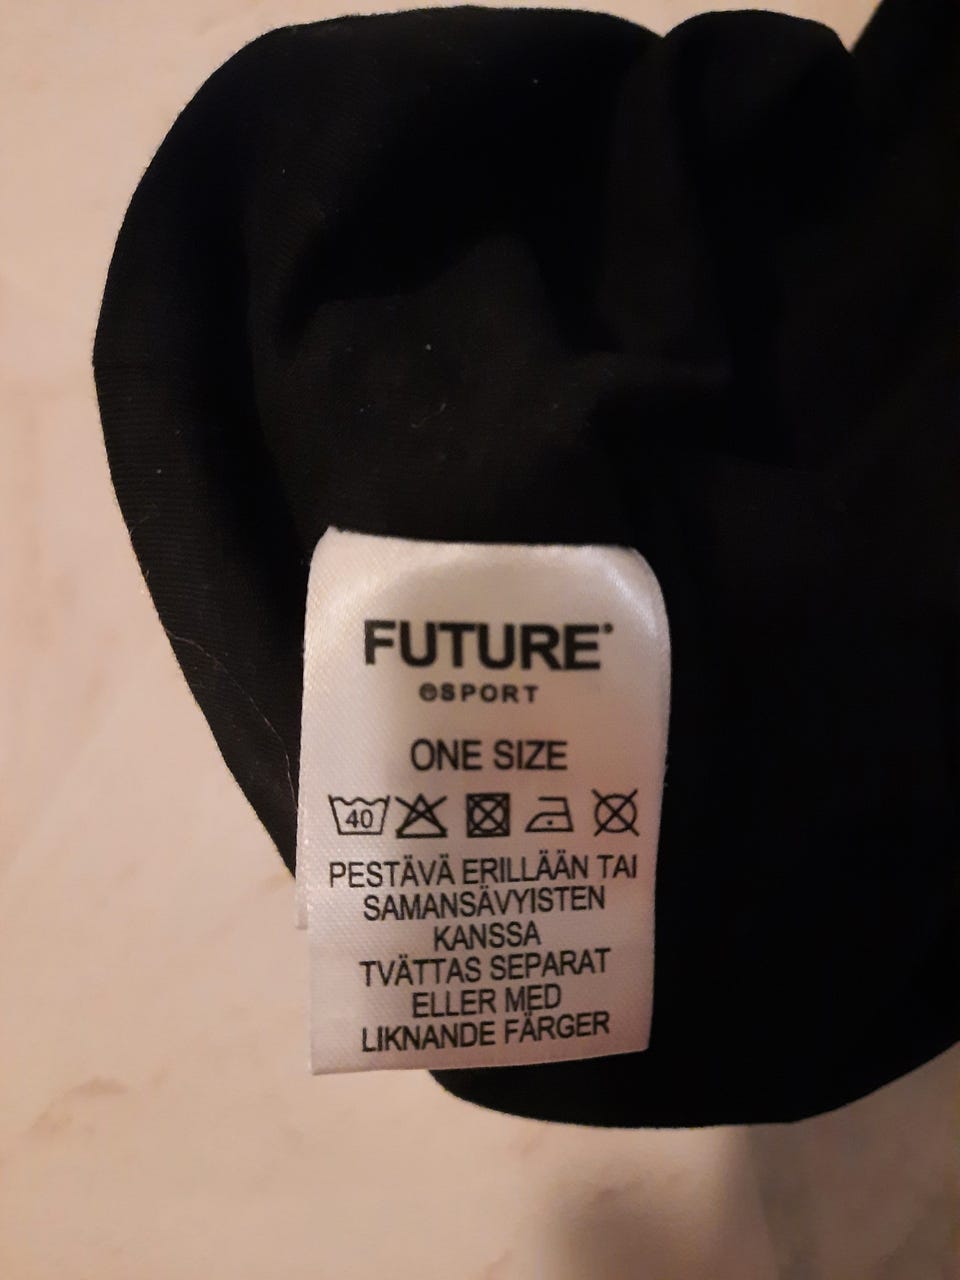 FUTURE
eSPORT
ONE SIZE
40
PESTÄVÄ ERILLÄÄN TAI
SAMANSÄVYISTEN
KANSSA
TVÄTTAS SEPARAT
ELLER MED
LIKNANDE FÄRGER